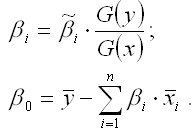 β_i = β̃_i · G(y) / G(x) ;
β_0 = y̅ − ∑_{i=1}^{n} β_i · x̅_i .